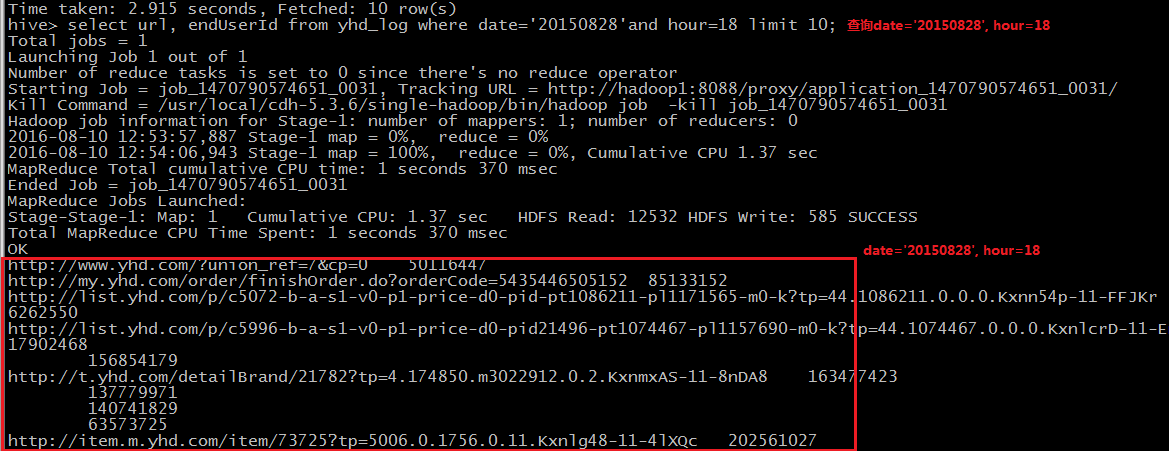 Time taken: 2.915 seconds, Fetched: 10 row(s)
hive> select url, endUserId from yhd_log where date='20150828'and hour=18 limit 10; 查询date='20150828', hour=18
Total jobs = 1
Launching Job 1 out of 1
Number of reduce tasks is set to 0 since there's no reduce operator
Starting Job = job_1470790574651_0031, Tracking URL = http://hadoop1:8088/proxy/application_1470790574651_0031/
Kill Command = /usr/local/cdh-5.3.6/single-hadoop/bin/hadoop job  -kill job_1470790574651_0031
Hadoop job information for Stage-1: number of mappers: 1; number of reducers: 0
2016-08-10 12:53:57,887 Stage-1 map = 0%,  reduce = 0%
2016-08-10 12:54:06,943 Stage-1 map = 100%,  reduce = 0%, Cumulative CPU 1.37 sec
MapReduce Total cumulative CPU time: 1 seconds 370 msec
Ended Job = job_1470790574651_0031
MapReduce Jobs Launched:
Stage-Stage-1: Map: 1   Cumulative CPU: 1.37 sec   HDFS Read: 12532 HDFS Write: 585 SUCCESS
Total MapReduce CPU Time Spent: 1 seconds 370 msec
OK
date='20150828', hour=18
http://www.yhd.com/?union_ref=7&cp=0    50116447
http://my.yhd.com/order/finishOrder.do?orderCode=5435446505152  85133152
http://list.yhd.com/p/c5072-b-a-s1-v0-p1-price-d0-pid-pt1086211-pl1171565-m0-k?tp=44.1086211.0.0.0.Kxnn54p-11-FFJKr
6262550
http://list.yhd.com/p/c5996-b-a-s1-v0-p1-price-d0-pid21496-pt1074467-pl1157690-m0-k?tp=44.1074467.0.0.0.KxnlcrD-11-E
17902468
156854179
http://t.yhd.com/detailBrand/21782?tp=4.174850.m3022912.0.2.KxnmxAS-11-8nDA8    163477423
137779971
140741829
63573725
http://item.m.yhd.com/item/73725?tp=5006.0.1756.0.11.Kxnlg48-11-4lXQc   202561027